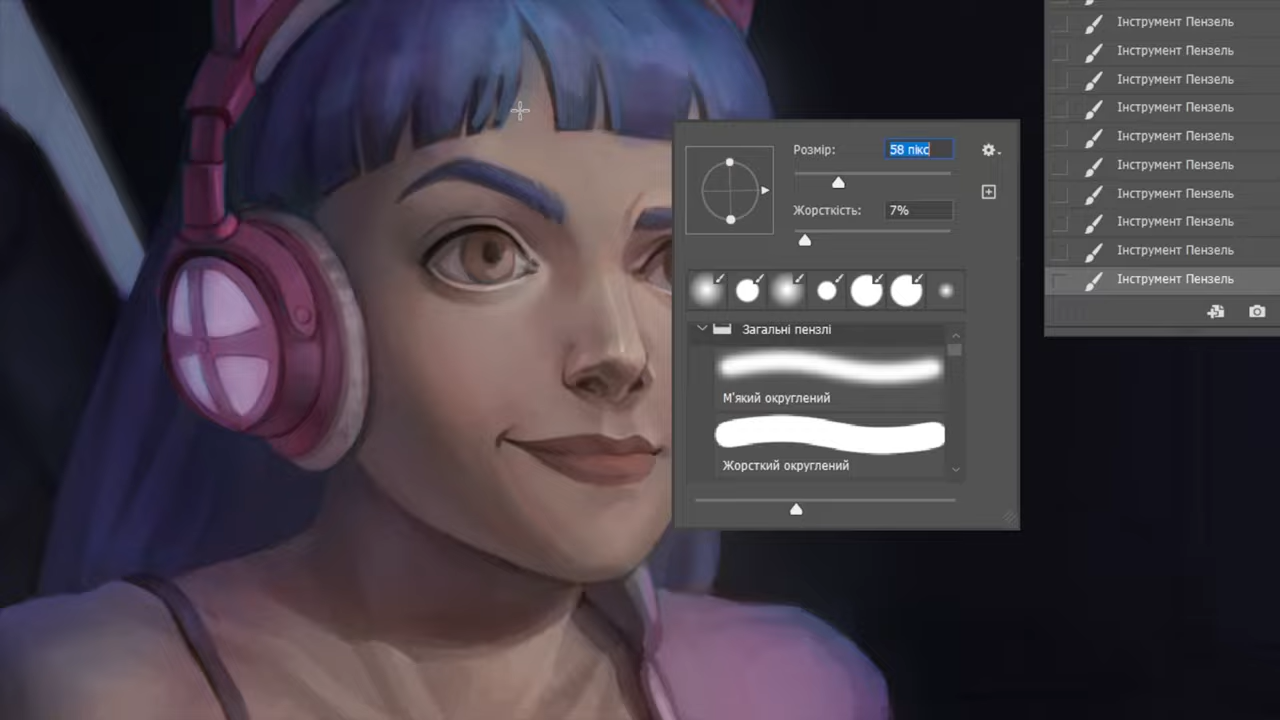 Розмір:
58 пікс
Жорсткість:
7%
Загальні пензлі
М'який округлений
Жорсткий округлений
Інструмент Пензель
Інструмент Пензель
Інструмент Пензель
Інструмент Пензель
Інструмент Пензель
Інструмент Пензель
Інструмент Пензель
Інструмент Пензель
Інструмент Пензель
Інструмент Пензель